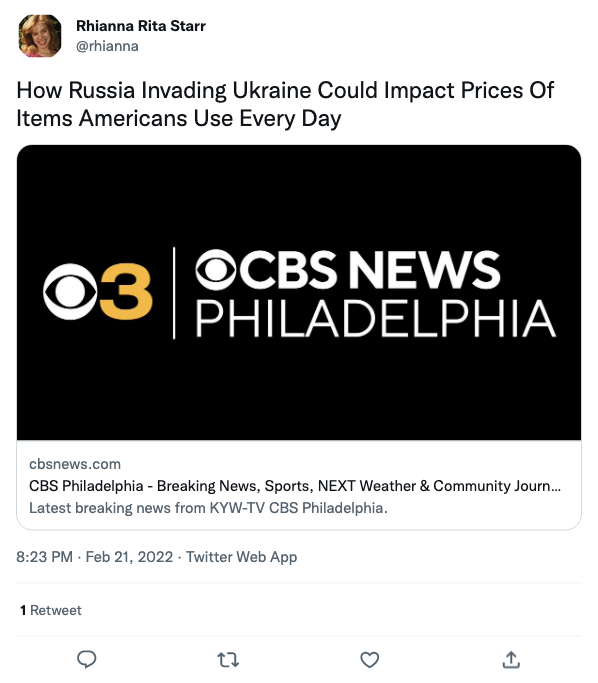 Rhianna Rita Starr
@rhianna
How Russia Invading Ukraine Could Impact Prices Of
Items Americans Use Every Day
3
CBS NEWS
PHILADELPHIA
cbsnews.com
CBS Philadelphia - Breaking News, Sports, NEXT Weather & Community Journ...
Latest breaking news from KYW-TV CBS Philadelphia.
8:23 PM · Feb 21, 2022 · Twitter Web App
1 Retweet